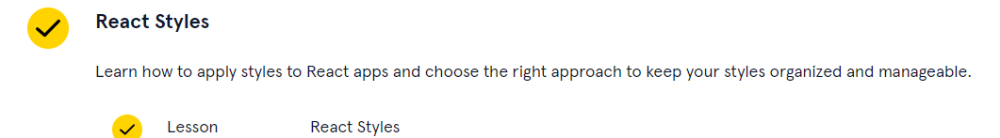 React Styles
Learn how to apply styles to React apps and choose the right approach to keep your styles organized and manageable.
Lesson React Styles